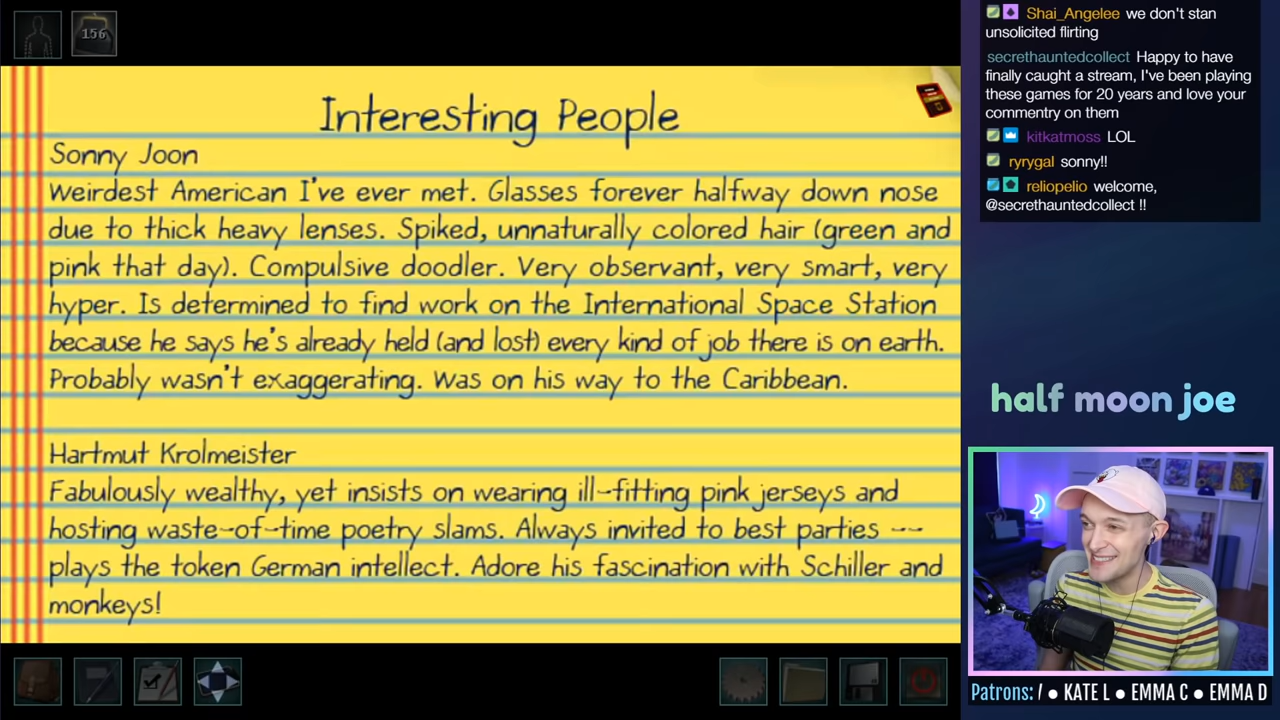 156
Interesting People
Sonny Joon
Weirdest American I've ever met. Glasses forever halfway down nose
due to thick heavy lenses. Spiked, unnaturally colored hair (green and
pink that day). Compulsive doodler. Very observant, very smart, very
hyper. Is determined to find work on the International Space Station
because he says he's already held (and lost) every kind of job there is on earth.
Probably wasn't exaggerating. Was on his way to the Caribbean.
Hartmut Krolmeister
Fabulously wealthy, yet insists on wearing ill-fitting pink jerseys and
hosting waste-of-time poetry slams. Always invited to best parties --
plays the token German intellect. Adore his fascination with Schiller and
monkeys!
Shai_Angelee we don't stan
unsolicited flirting
secrethauntedcollect Happy to have
finally caught a stream, I've been playing
these games for 20 years and love your
commentry on them
kitkatmoss LOL
ryrygal sonny!!
reliopelio welcome,
@secrethauntedcollect !!
half moon joe
Patrons: / ● KATE L ● EMMA C ● EMMA D